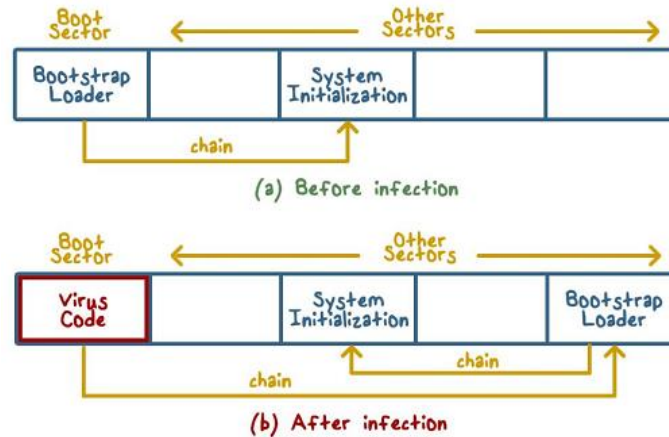 Boot
Sector
Other
Sectors
Bootstrap
Loader
System
Initialization
chain
(a) Before infection
Boot
Sector
Other
Sectors
Virus
Code
System
Initialization
Bootstrap
Loader
chain
chain
(b) After infection